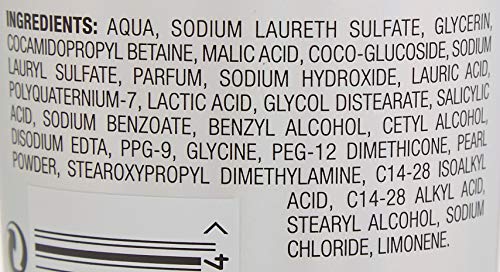 INGREDIENTS: AQUA, SODIUM LAURETH SULFATE, GLYCERIN,
COCAMIDOPROPYL BETAINE, MALIC ACID, COCO-GLUCOSIDE, SODIUM
LAURYL SULFATE, PARFUM, SODIUM HYDROXIDE, LAURIC ACID,
POLYQUATERNIUM-7, LACTIC ACID, GLYCOL DISTEARATE, SALICYLIC
ACID, SODIUM BENZOATE, BENZYL ALCOHOL, CETYL ALCOHOL,
DISODIUM EDTA, PPG-9, GLYCINE, PEG-12 DIMETHICONE, PEARL
POWDER, STEAROXYPROPYL DIMETHYLAMINE, C14-28 ISOALKYL
ACID, C14-28 ALKYL ACID,
STEARYL ALCOHOL, SODIUM
CHLORIDE, LIMONENE.